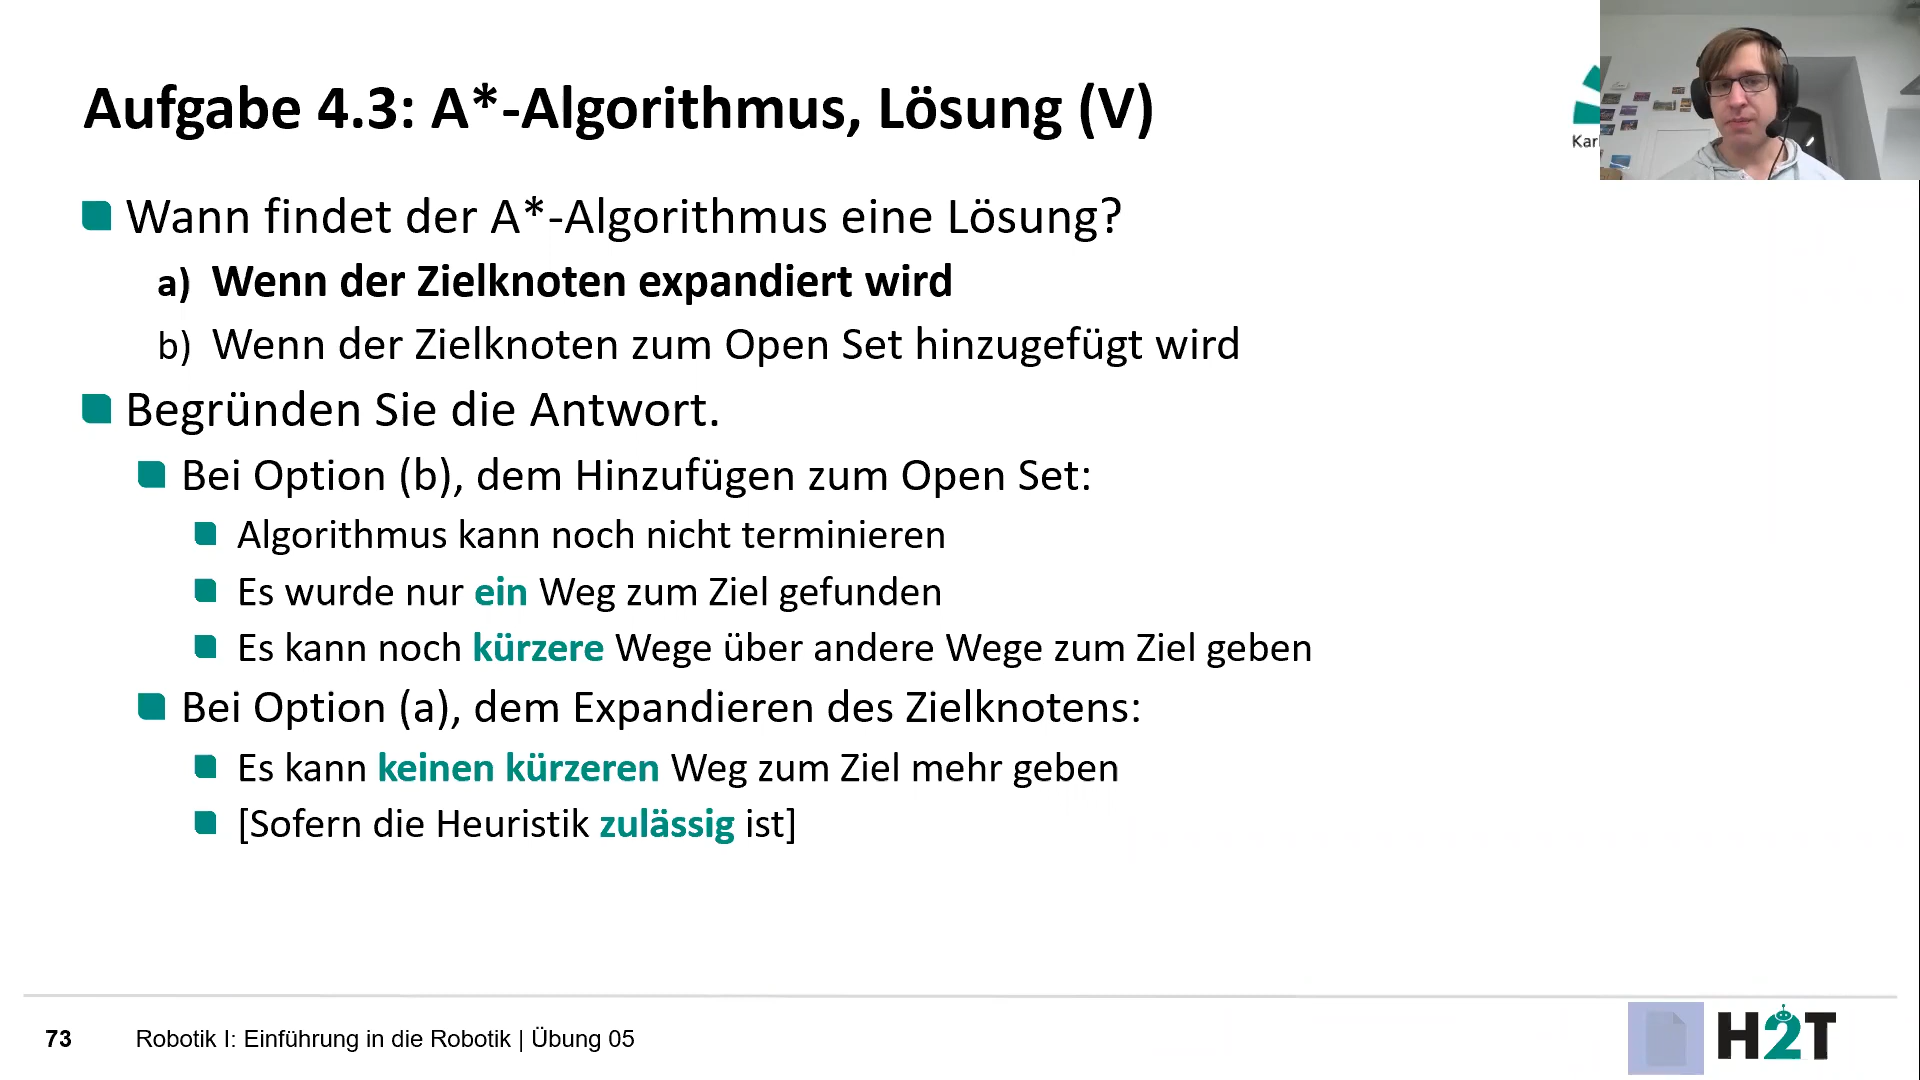 Aufgabe 4.3: A*-Algorithmus, Lösung (V)
Kar
Wann findet der A*-Algorithmus eine Lösung?
a) Wenn der Zielknoten expandiert wird
b) Wenn der Zielknoten zum Open Set hinzugefügt wird
Begründen Sie die Antwort.
Bei Option (b), dem Hinzufügen zum Open Set:
Algorithmus kann noch nicht terminieren
Es wurde nur ein Weg zum Ziel gefunden
Es kann noch kürzere Wege über andere Wege zum Ziel geben
Bei Option (a), dem Expandieren des Zielknotens:
Es kann keinen kürzeren Weg zum Ziel mehr geben
[Sofern die Heuristik zulässig ist]
73 Robotik I: Einführung in die Robotik | Übung 05
H2T